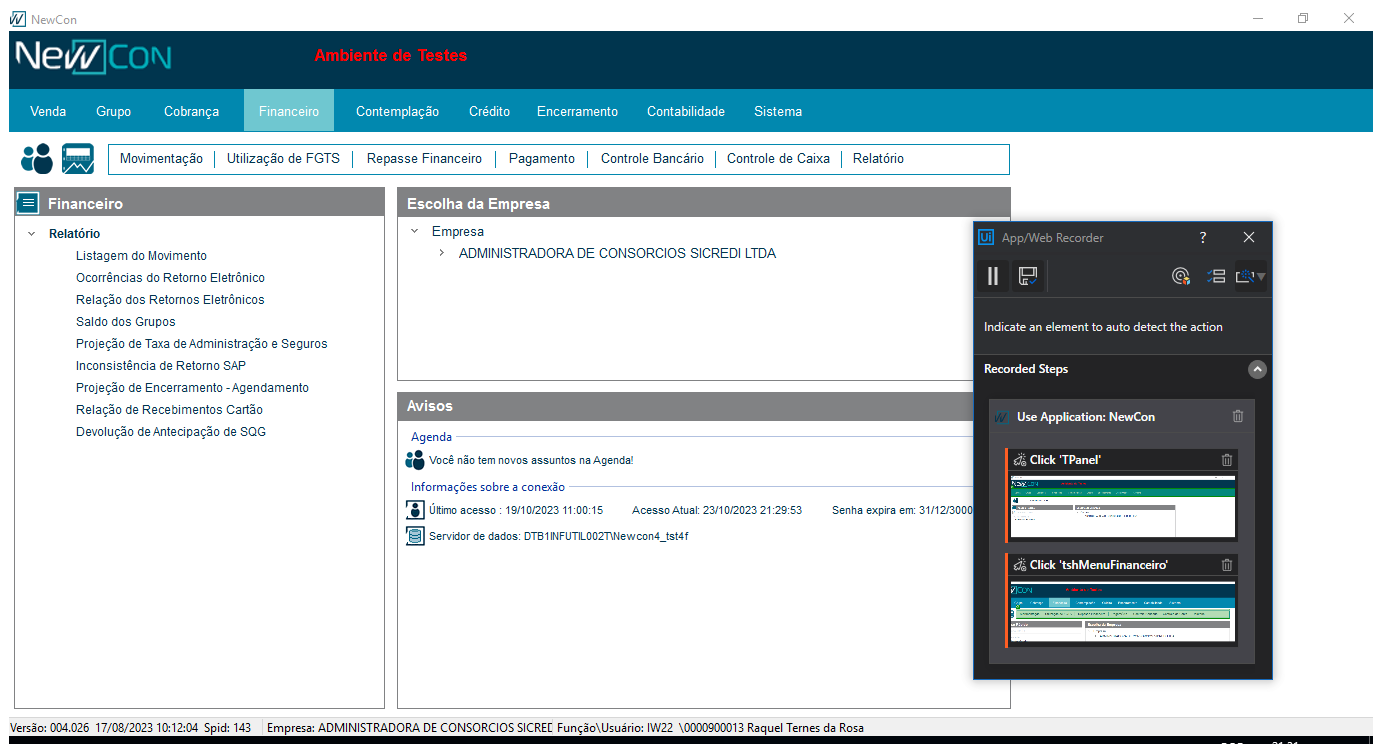 NewCon
NewCON
Ambiente de Testes
Venda Grupo Cobrança Financeiro Contemplação Crédito Encerramento Contabilidade Sistema
Movimentação Utilização de FGTS Repasse Financeiro Pagamento Controle Bancário Controle de Caixa Relatório
Financeiro
Relatório
Listagem do Movimento
Ocorrências do Retorno Eletrônico
Relação dos Retornos Eletrônicos
Saldo dos Grupos
Projeção de Taxa de Administração e Seguros
Inconsistência de Retorno SAP
Projeção de Encerramento - Agendamento
Relação de Recebimentos Cartão
Devolução de Antecipação de SQG
Escolha da Empresa
Empresa
ADMINISTRADORA DE CONSORCIOS SICREDI LTDA
Avisos
Agenda
Você não tem novos assuntos na Agenda!
Informações sobre a conexão
Último acesso : 19/10/2023 11:00:15 Acesso Atual: 23/10/2023 21:29:53 Senha expira em: 31/12/3000
Servidor de dados: DTB1INFUTIL002T\Newcon4_tst4f
Ui App/Web Recorder ?
Indicate an element to auto detect the action
Recorded Steps
Use Application: NewCon
Click 'TPanel'
Click 'tshMenuFinanceiro'
Versão: 004.026 17/08/2023 10:12:04 Spid: 143 Empresa: ADMINISTRADORA DE CONSORCIOS SICREDI Função\Usuário: IW22 \0000900013 Raquel Ternes da Rosa